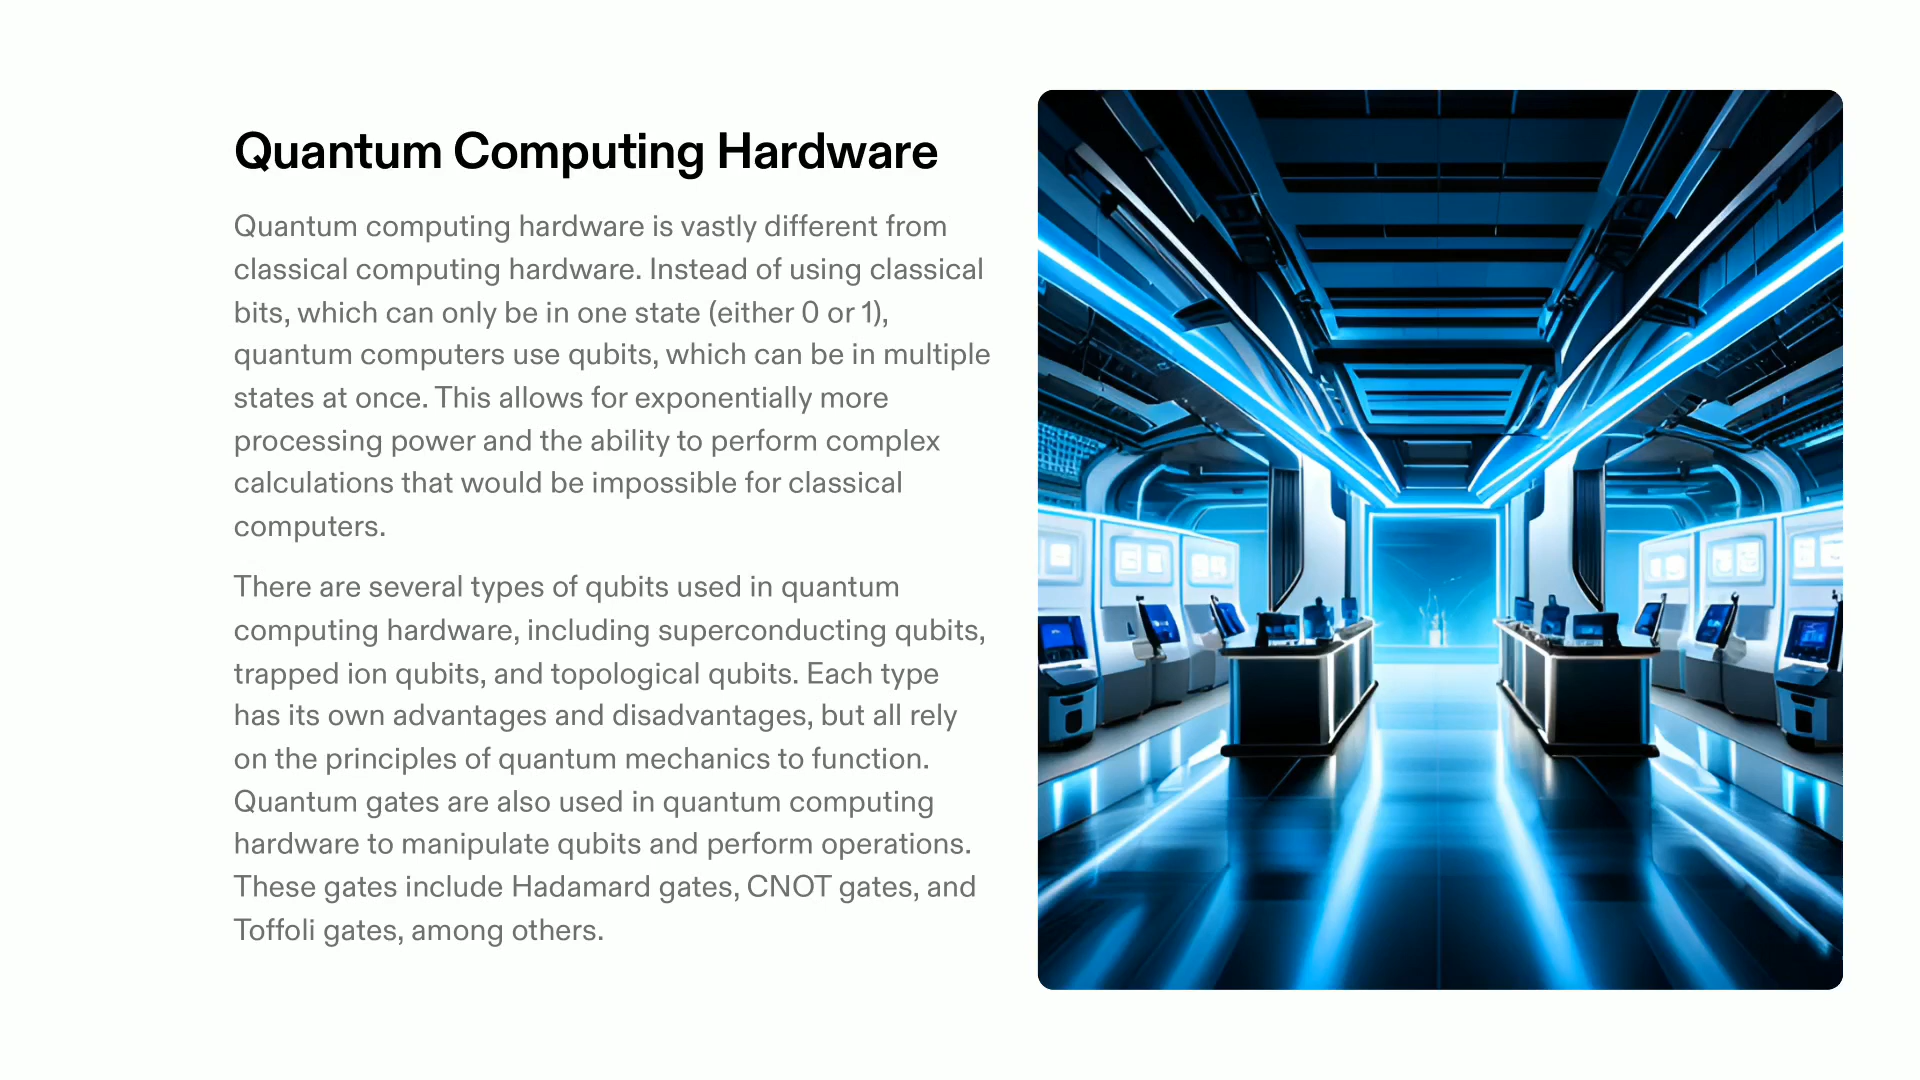 Quantum Computing Hardware
Quantum computing hardware is vastly different from
classical computing hardware. Instead of using classical
bits, which can only be in one state (either 0 or 1),
quantum computers use qubits, which can be in multiple
states at once. This allows for exponentially more
processing power and the ability to perform complex
calculations that would be impossible for classical
computers.
There are several types of qubits used in quantum
computing hardware, including superconducting qubits,
trapped ion qubits, and topological qubits. Each type
has its own advantages and disadvantages, but all rely
on the principles of quantum mechanics to function.
Quantum gates are also used in quantum computing
hardware to manipulate qubits and perform operations.
These gates include Hadamard gates, CNOT gates, and
Toffoli gates, among others.